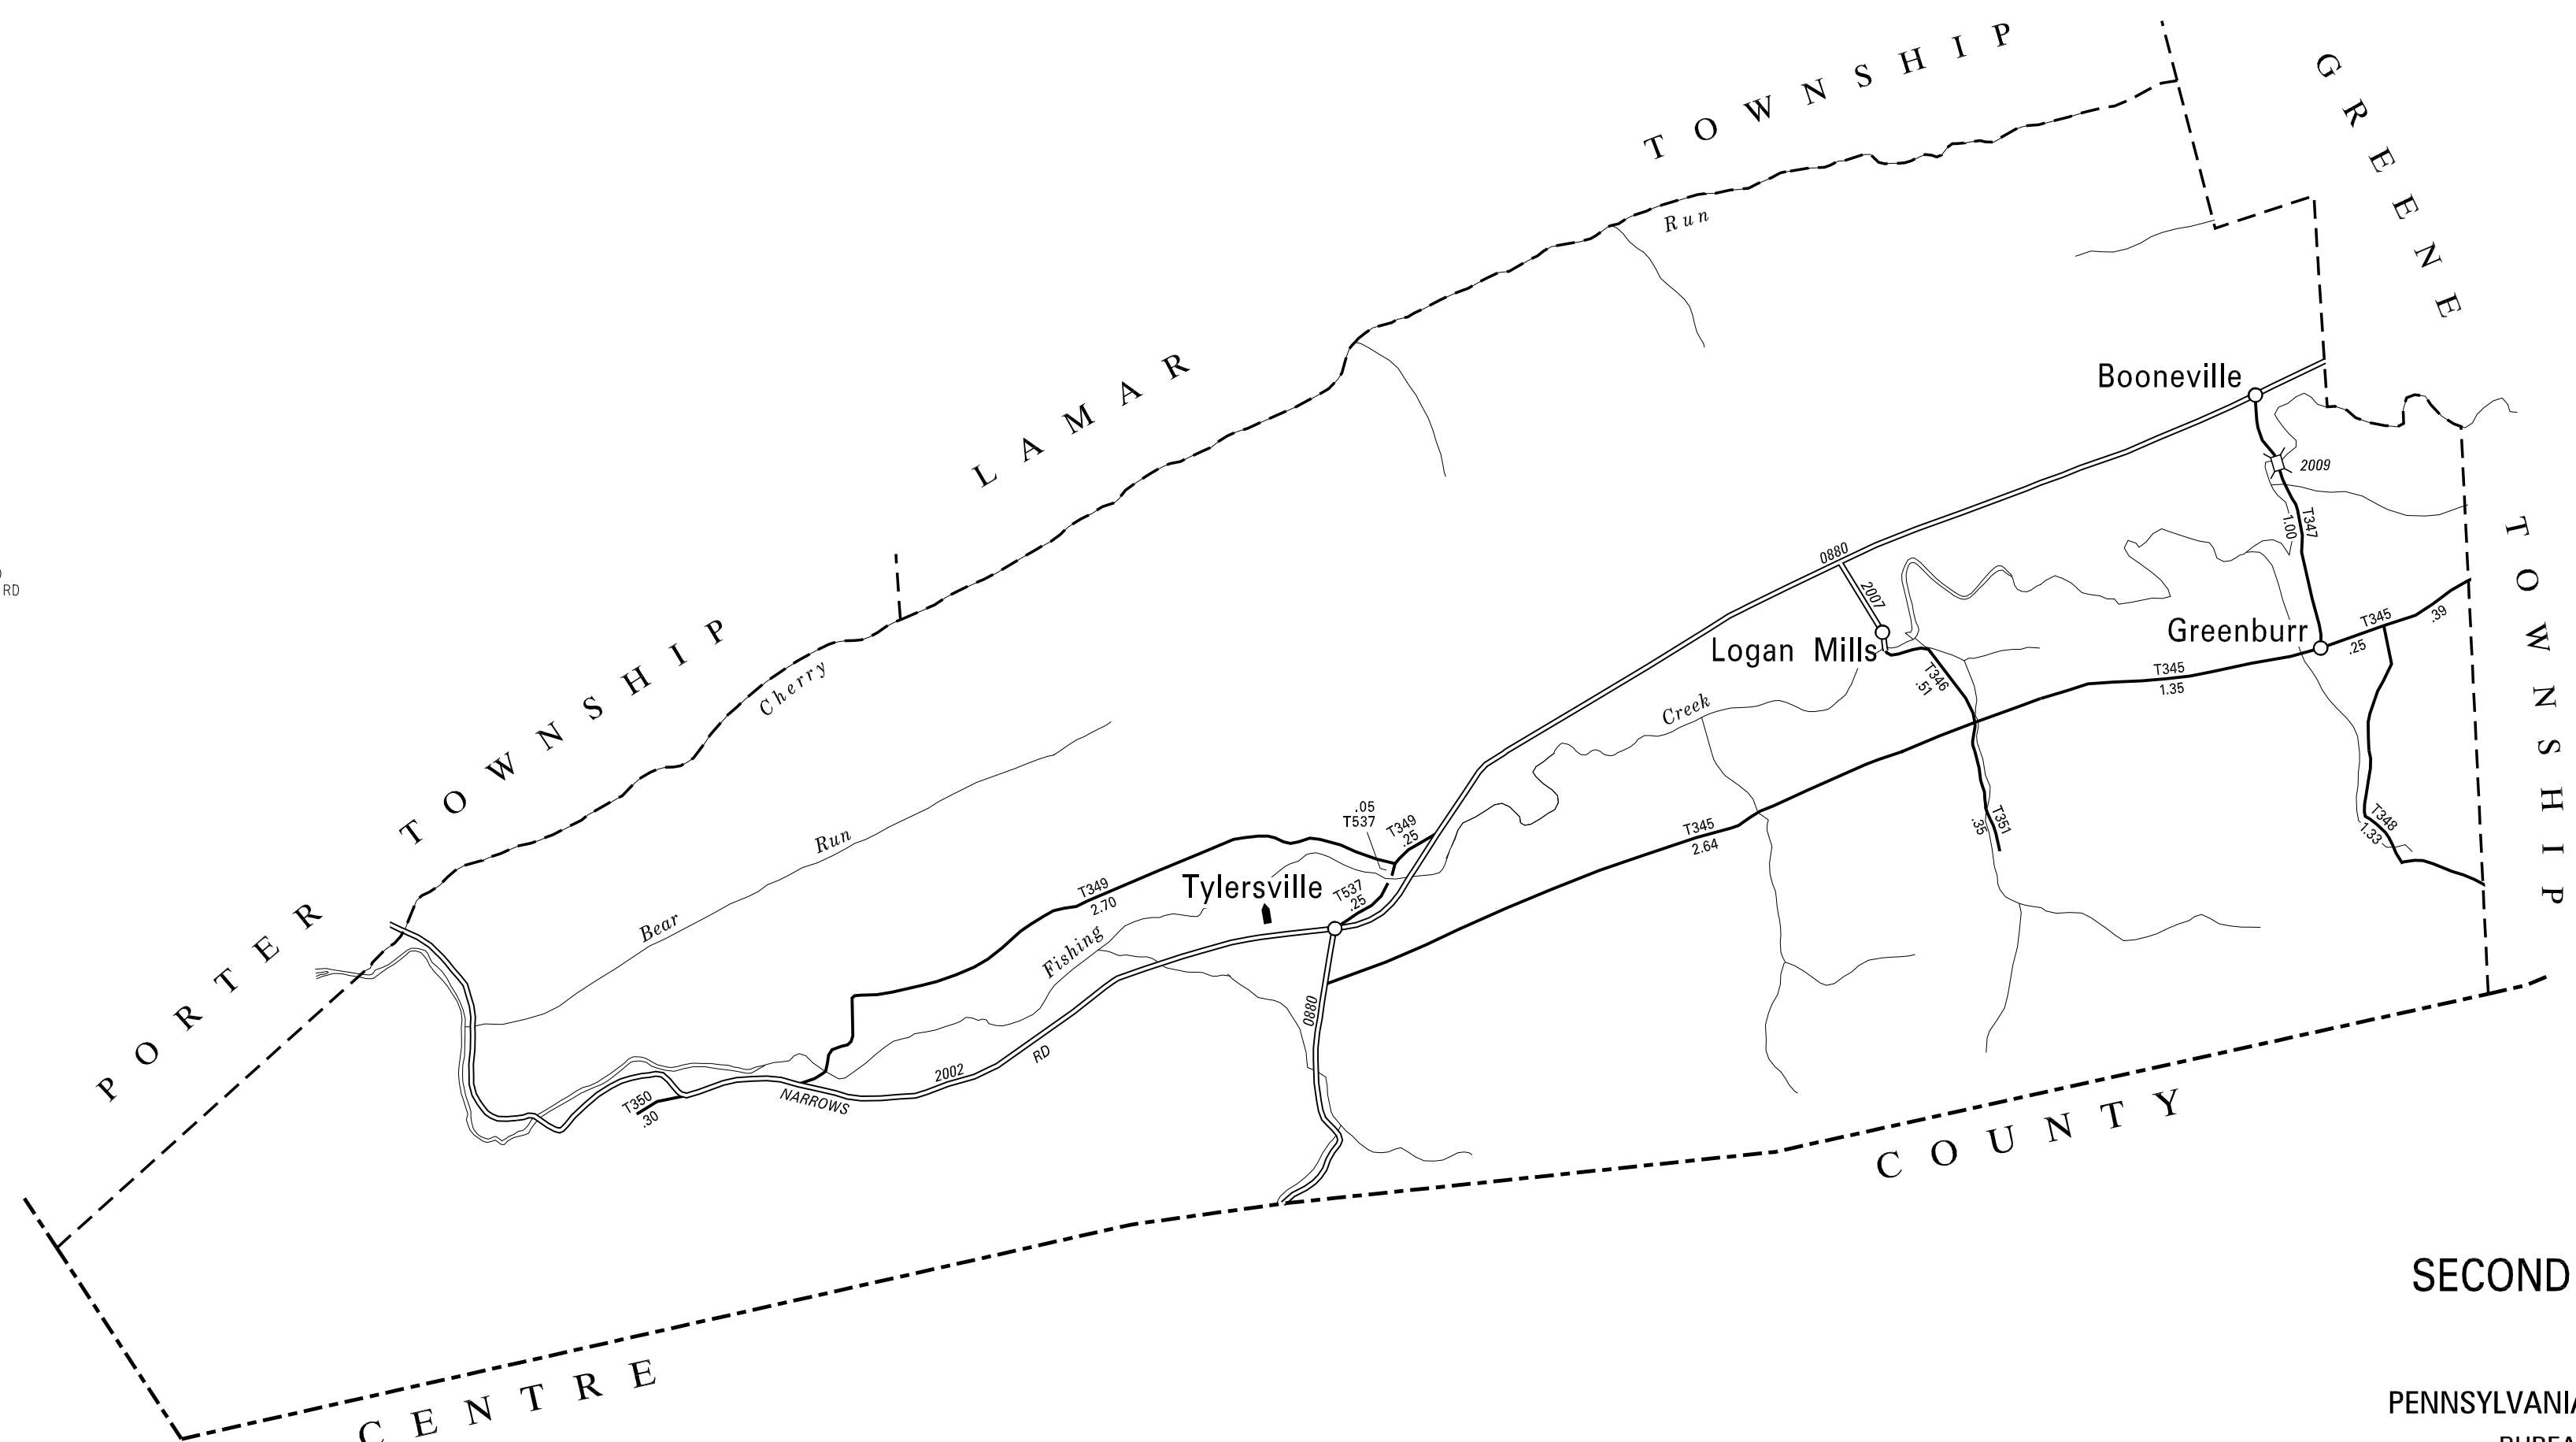 TOWNSHIP
GREENE
Run
LAMAR
Booneville
2009
T347
1.00
TOWNSHIP
0880
2007
RD
TOWNSHIP
Cherry
Logan Mills
Greenburr
T345
.25
.39
T346
.51
T345
1.35
Creek
Run
Bear
.05
T537
T349
.25
T345
2.64
T351
.35
T348
1.33
T349
2.70
Tylersville
T537
.25
PORTER
Fishing
0880
2002
RD
NARROWS
T350
.30
COUNTY
SECOND
CENTRE
PENNSYLVANIA